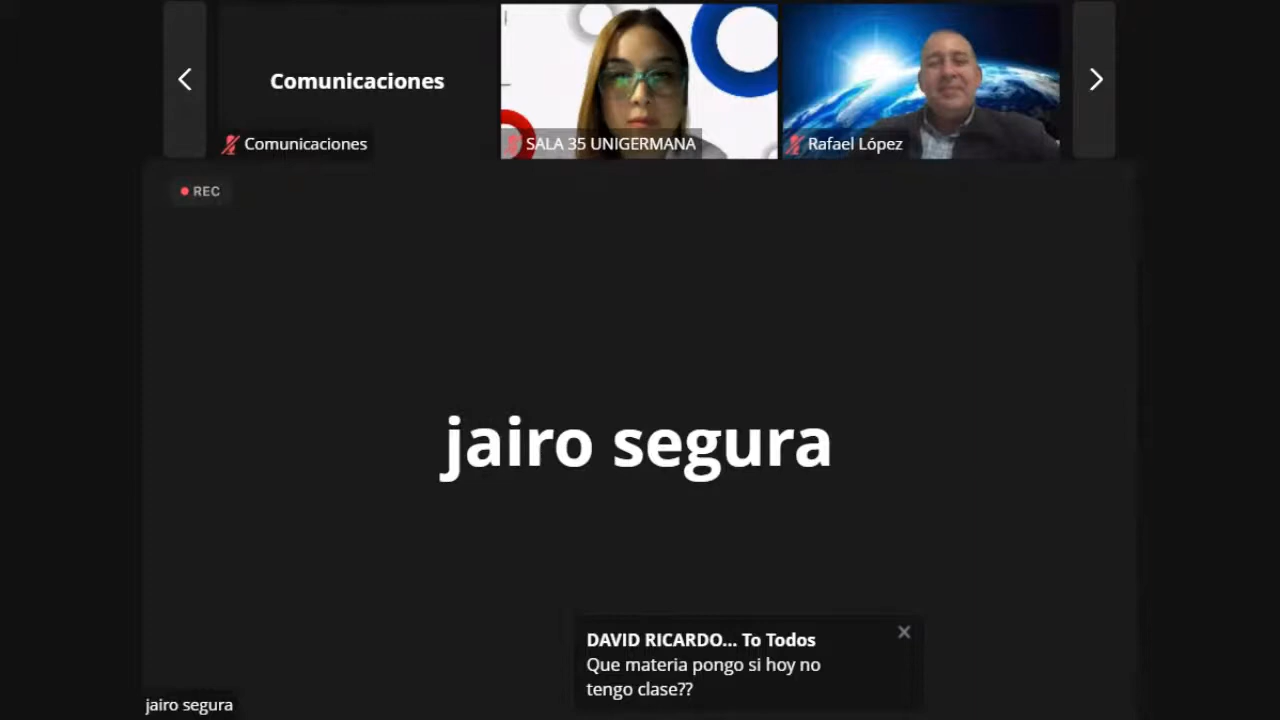 Comunicaciones
Comunicaciones
SALA 35 UNIGERMANA
Rafael López
REC
jairo segura
DAVID RICARDO... To Todos
Que materia pongo si hoy no
tengo clase??
jairo segura